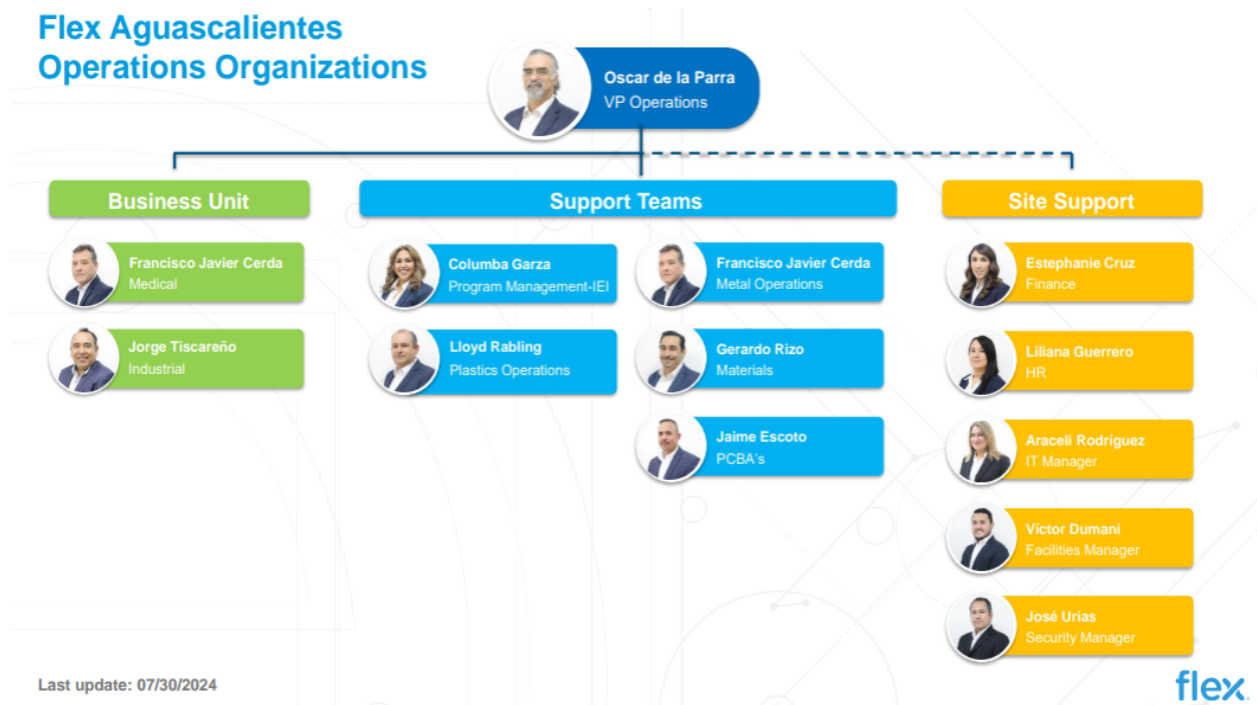 Flex Aguascalientes
Operations Organizations
Oscar de la Parra
VP Operations
Business Unit
Francisco Javier Cerda
Medical
Jorge Tiscareño
Industrial
Support Teams
Columba Garza
Program Management-IEI
Lloyd Rabling
Plastics Operations
Francisco Javier Cerda
Metal Operations
Gerardo Rizo
Materials
Jaime Escoto
PCBA's
Site Support
Estephanie Cruz
Finance
Liliana Guerrero
HR
Araceli Rodríguez
IT Manager
Víctor Dumani
Facilities Manager
José Urias
Security Manager
Last update: 07/30/2024
flex.